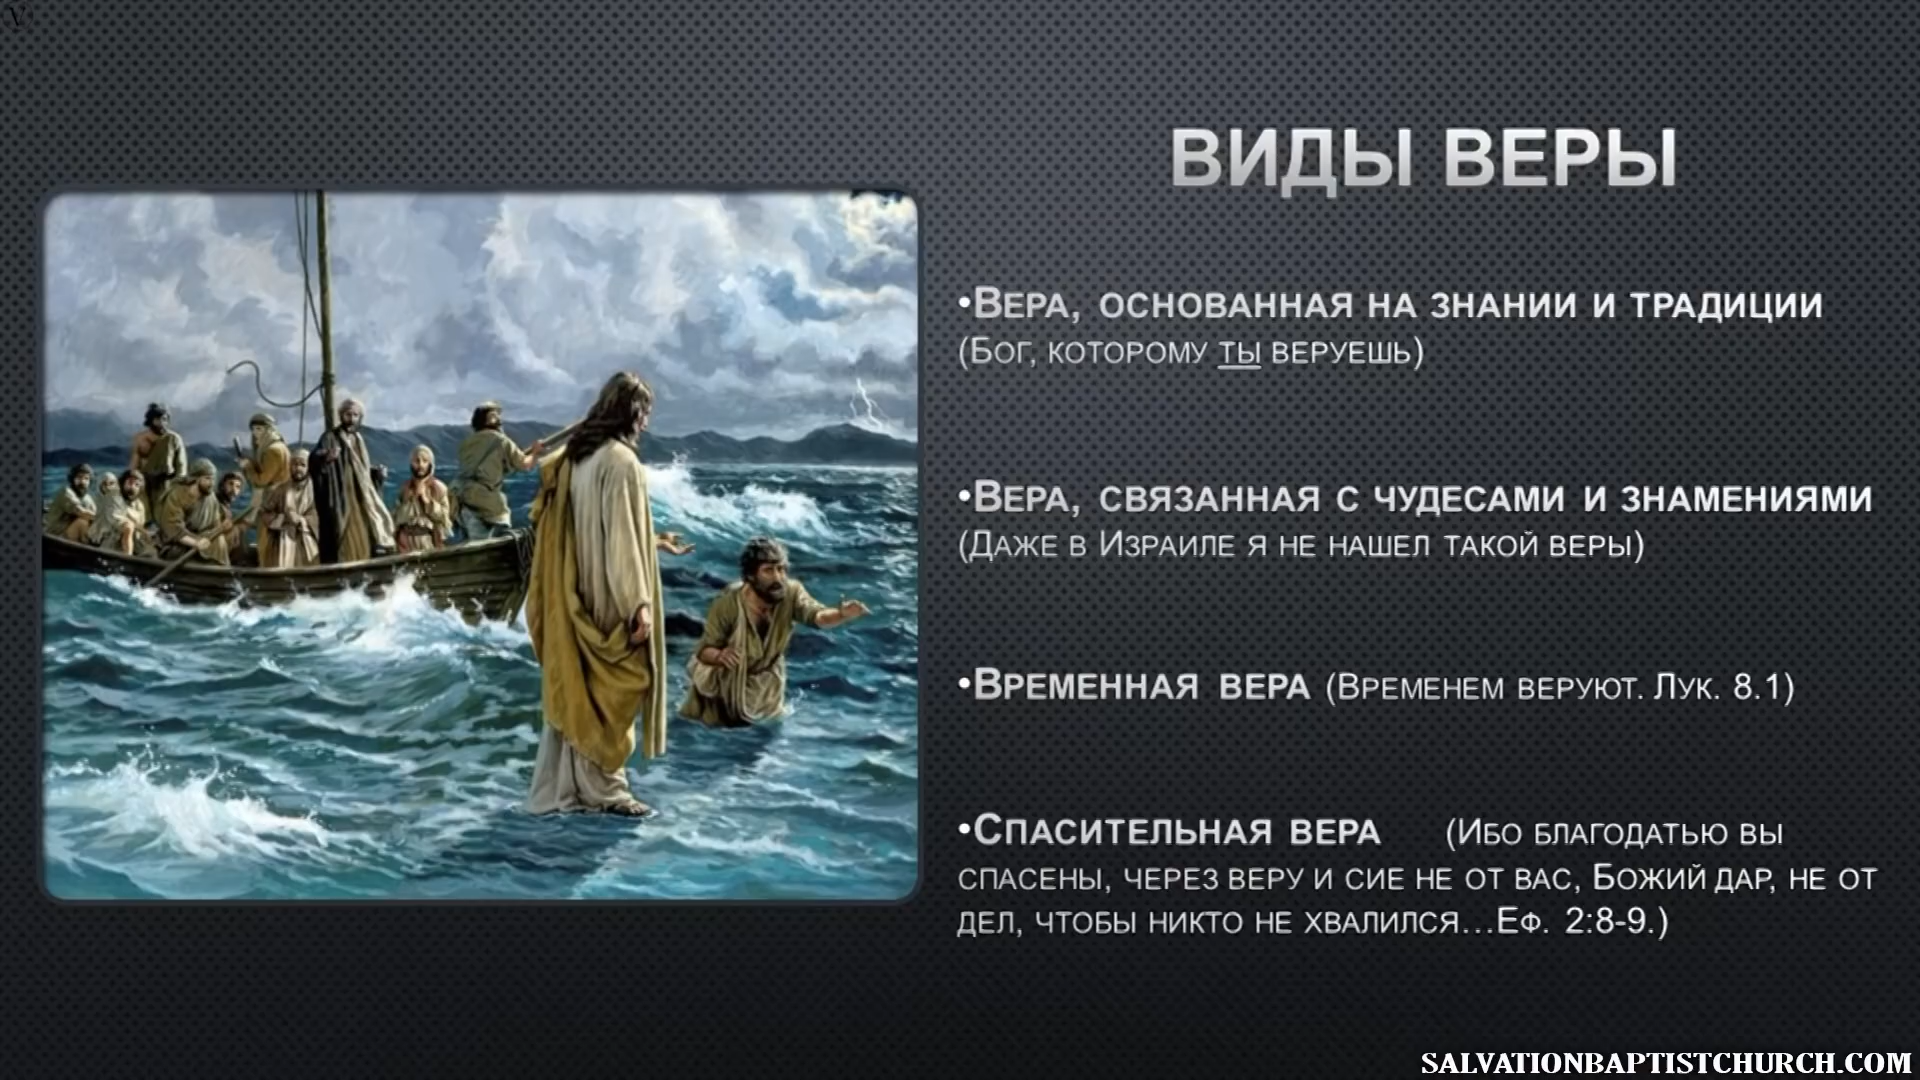 V
ВИДЫ ВЕРЫ
•Вера, основанная на знании и традиции
(Бог, которому ты веруешь)
•Вера, связанная с чудесами и знамениями
(Даже в Израиле я не нашел такой веры)
•Временная вера (Временем веруют. Лук. 8.1)
•Спасительная вера (Ибо благодатью вы
спасены, через веру и сие не от вас, Божий дар, не от
дел, чтобы никто не хвалился…Еф. 2:8-9.)
SALVATIONBAPTISTCHURCH.COM